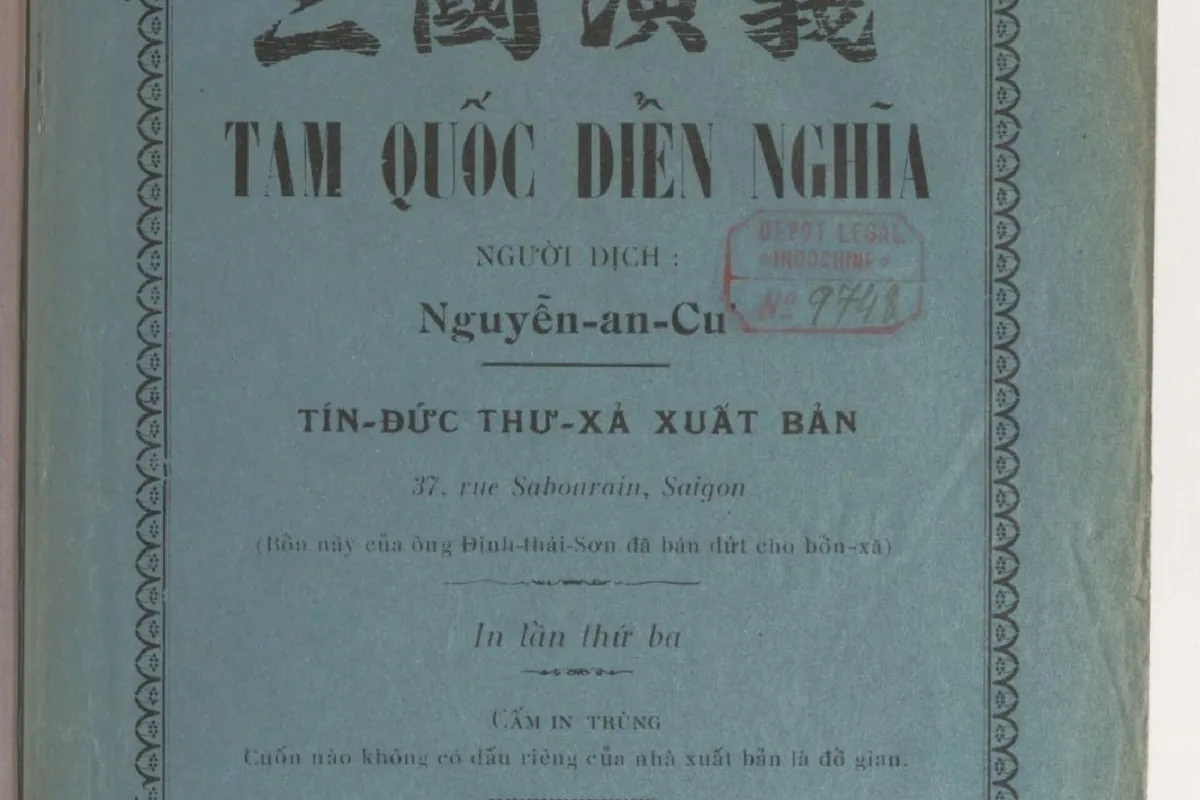 三國演義
TAM QUỐC DIỄN NGHĨA
NGƯỜI DỊCH :
Nguyễn-an-Cư
DEPOT LEGAL
INDOCHINE
Nº 9748
TÍN-ĐỨC THƯ-XẢ XUẤT BẢN
37, rue Sabourain, Saigon
(Bổn nầy của ông Định-thái-Sơn đã bán dứt cho bổn-xã)
In lần thứ ba
CẤM IN TRÙNG
Cuốn nào không có dấu riêng của nhà xuất bản là đồ gian.